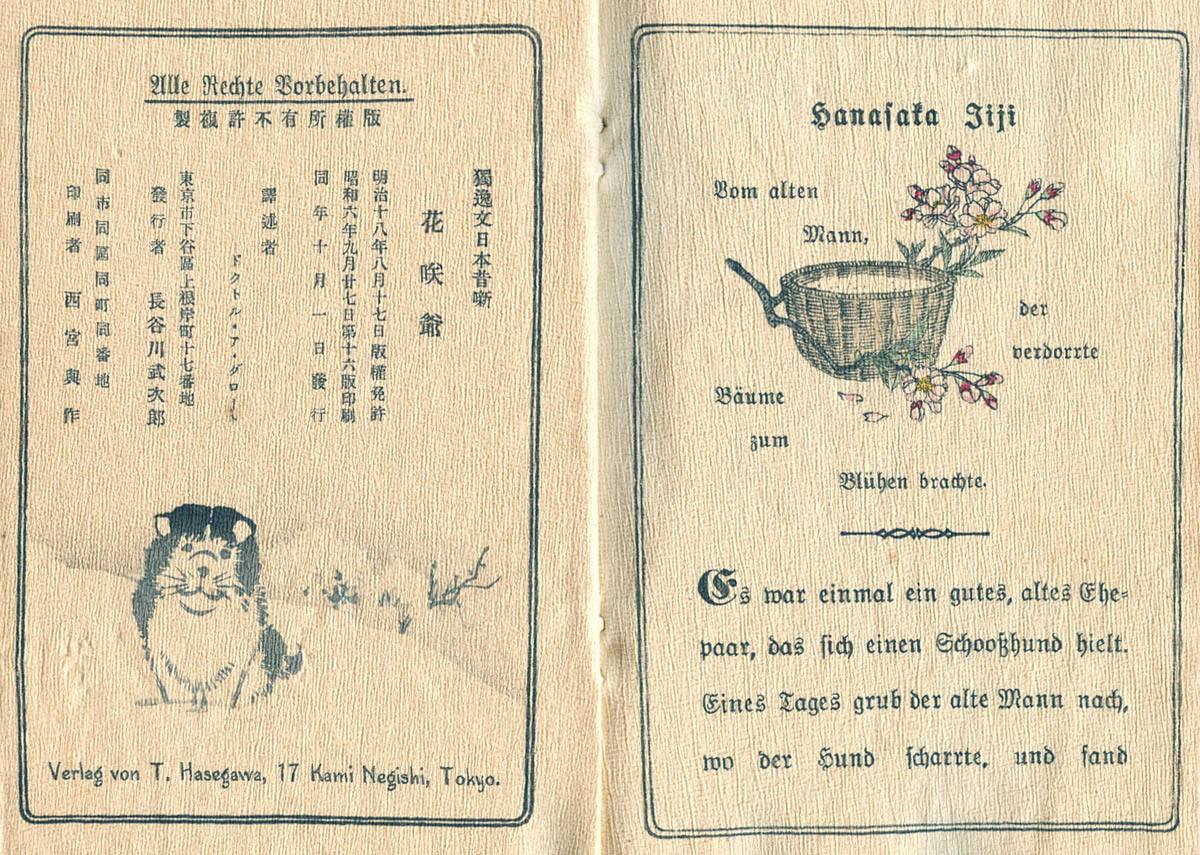 Alle Rechte Vorbehalten.
製複許不有所權版
獨逸文日本昔噺
花咲爺
明治十八年八月十七日版權免許
昭和六年九月廿七日第十六版印刷
同年十月一日發行
譯述者
ドクトル・ア・グロート
東京市下谷區上根岸町十七番地
發行者 長谷川武次郎
同市同區同町同番地
印刷者 西宮與作
Verlag von T. Hasegawa, 17 Kami Negishi, Tokyo.
Hanasaka Jiji
Vom alten
Mann,
der
verdorrte
Bäume
zum
Blühen brachte.
Es war einmal ein gutes, altes Ehe=
paar, das sich einen Schooßhund hielt.
Eines Tages grub der alte Mann nach,
wo der Hund scharrte, und fand